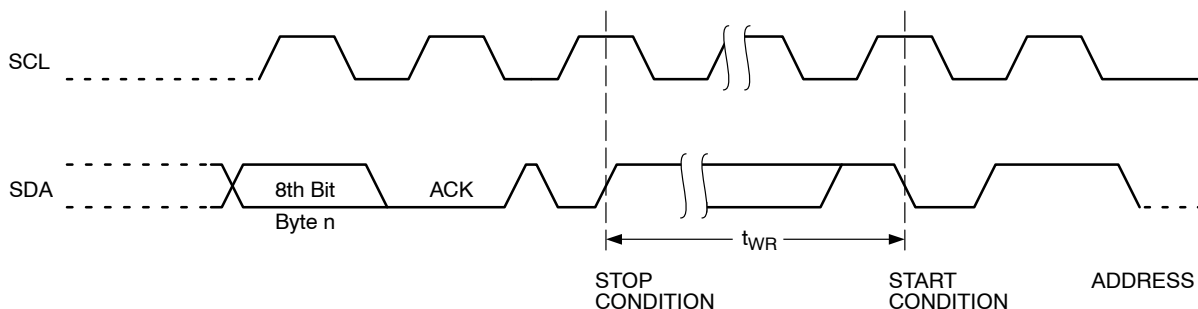 SCL
SDA
8th Bit
ACK
Byte n
tWR
STOP
CONDITION
START
CONDITION
ADDRESS